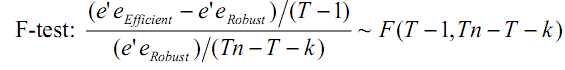 F-test: (e'e_Efficient − e'e_Robust)/(T − 1) / (e'e_Robust)/(Tn − T − k) ~ F(T − 1,Tn − T − k)